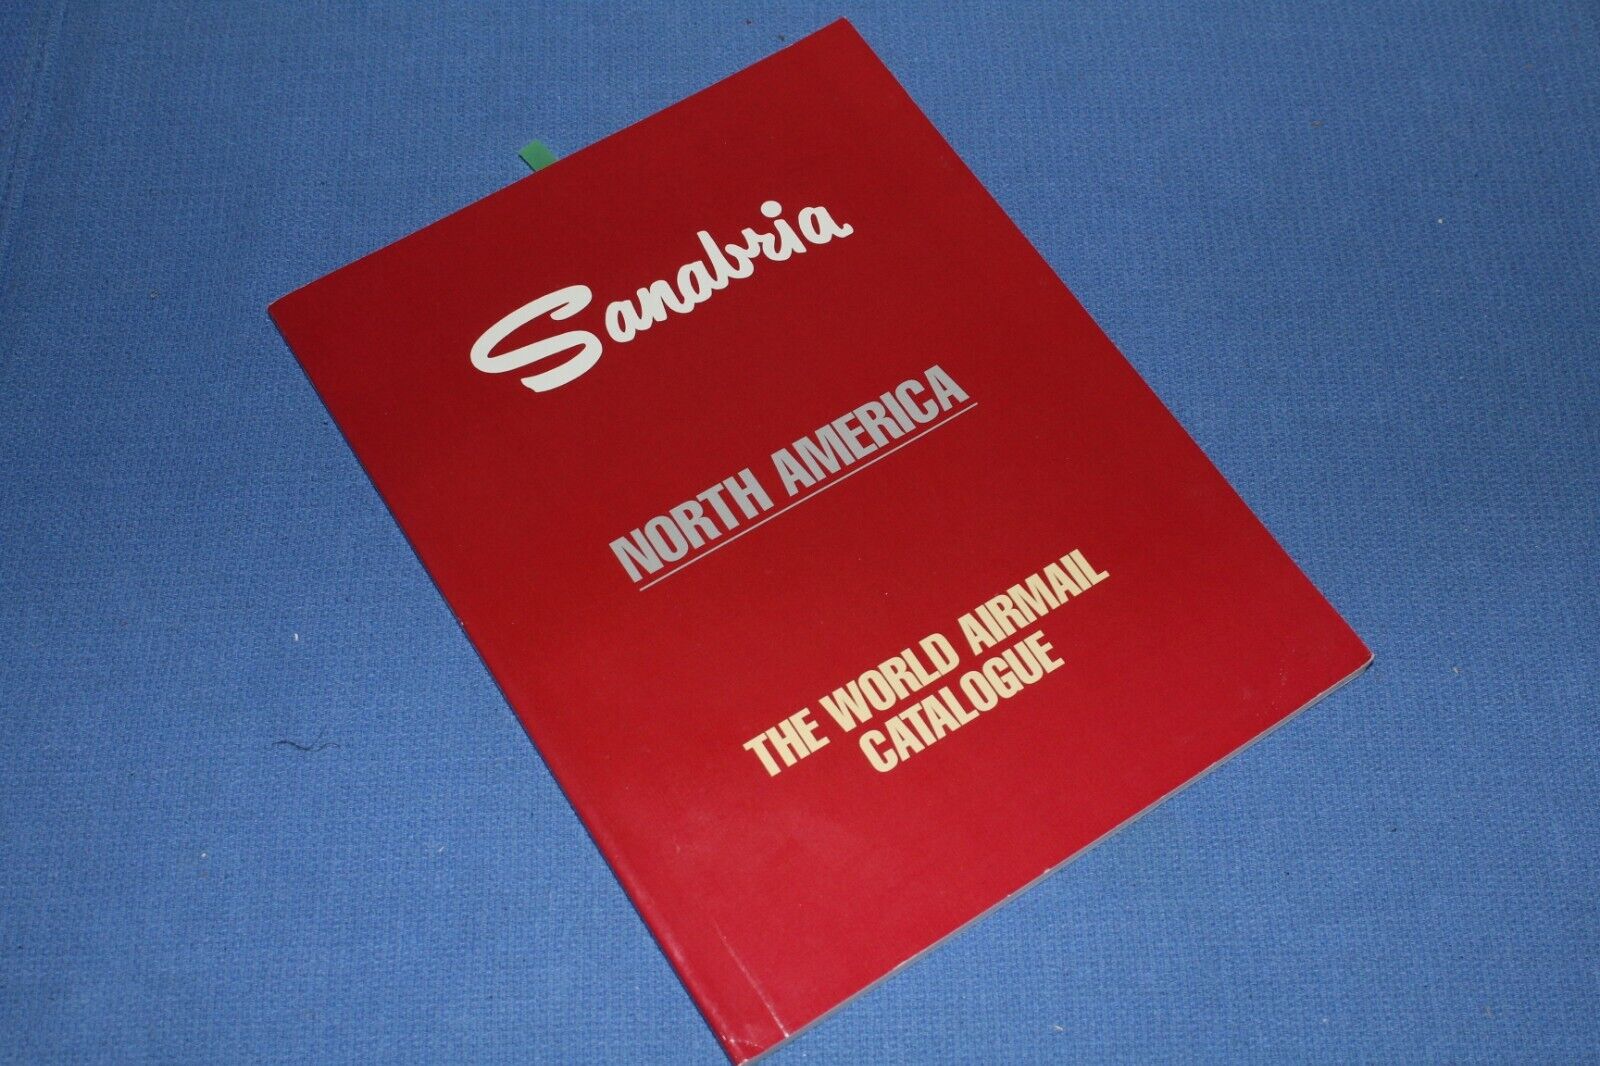 Sanabria
NORTH AMERICA
THE WORLD AIRMAIL
CATALOGUE